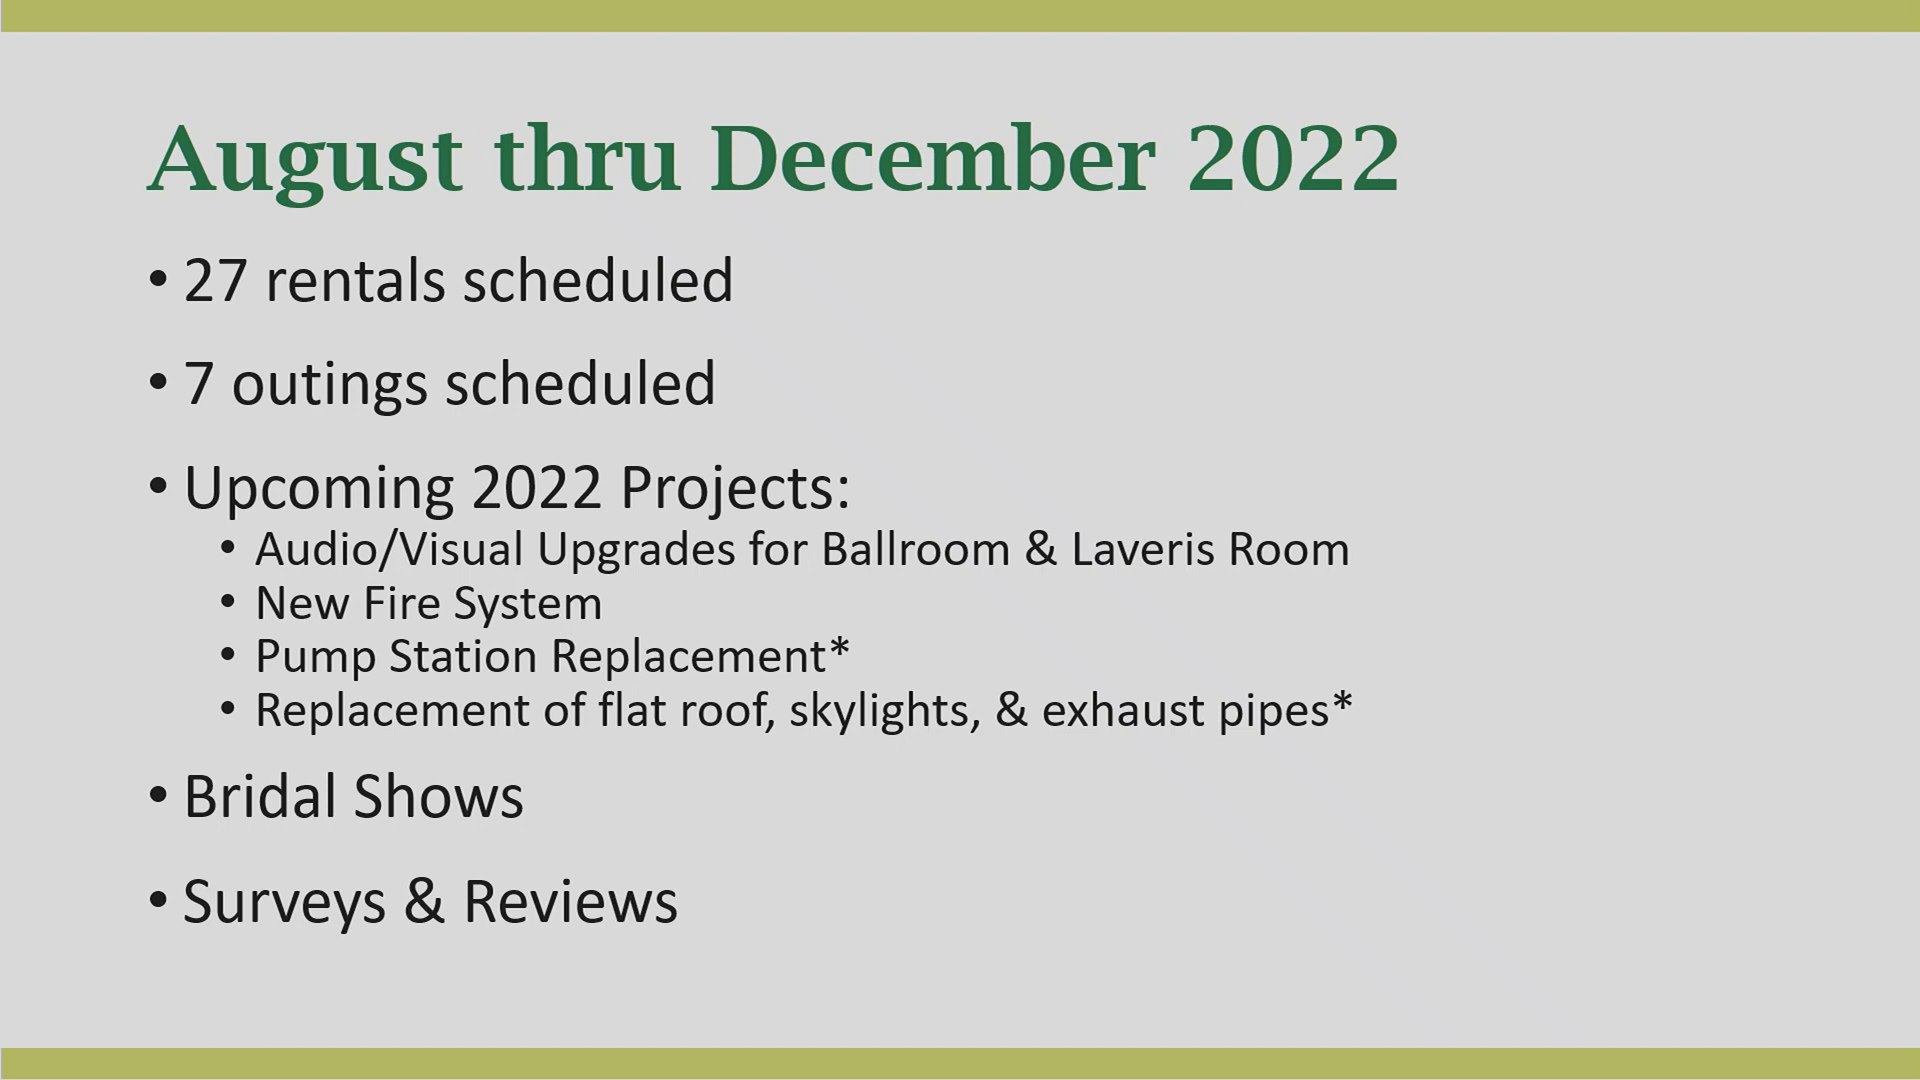 August thru December 2022
• 27 rentals scheduled
• 7 outings scheduled
• Upcoming 2022 Projects:
• Audio/Visual Upgrades for Ballroom & Laveris Room
• New Fire System
• Pump Station Replacement*
• Replacement of flat roof, skylights, & exhaust pipes*
• Bridal Shows
• Surveys & Reviews